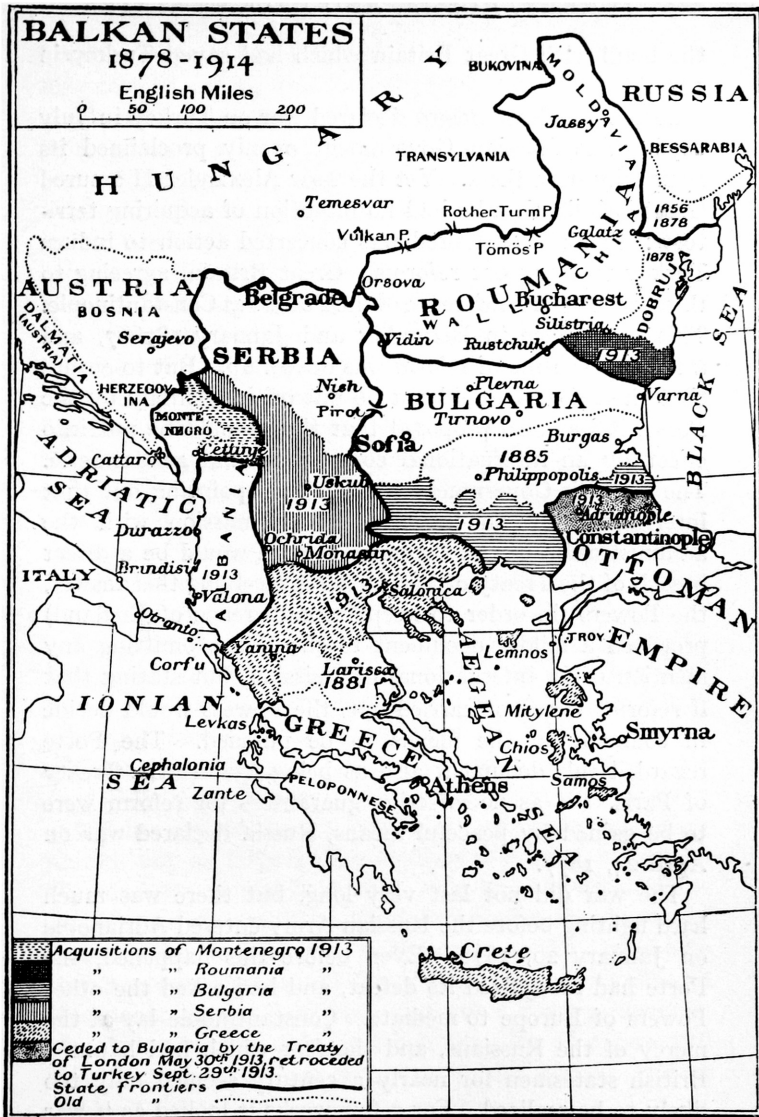 BALKAN STATES
1878-1914
English Miles
0 50 100 200
HUNGARY
BUKOVINA
MOLDAVIA
RUSSIA
Jassy
BESSARABIA
TRANSYLVANIA
Temesvar
Rother Turm P.
1856
1878
Vulkan P.
Tömös P
Galatz
1878
AUSTRIA
Orsova
ROUMANIA
WALLACHIA
DOBRUJA
BOSNIA
Belgrade
Bucharest
Silistria
DALMATIA
(AUSTRIA)
Serajevo
Vidin
Rustchuk
1913
BLACK SEA
SERBIA
HERZEGOV
INA
Nish
Plevna
Varna
MONTE
NEGRO
Pirot
BULGARIA
Tirnovo
Burgas
ADRIATIC
SEA
Cattaro
Cettinje
Sofia
1885
Philippopolis
1913
Uskub
1913
1913
Adrianople
1913
Constantinople
Durazzo
Ochrida
Monastir
ITALY
Brindisi
ALBANIA
1913
Valona
1913
Salonica
OTTOMAN
EMPIRE
Otranto
Yanina
TROY
Lemnos
Corfu
Larissa
1881
AEGEAN
SEA
IONIAN
SEA
GREECE
Mitylene
Levkas
Smyrna
Chios
Cephalonia
PELOPONNESE
Athens
Samos
Zante
Crete
Acquisitions of Montenegro 1913
" " Roumania "
" " Bulgaria "
" " Serbia "
" " Greece "
Ceded to Bulgaria by the Treaty
of London May 30th 1913, retroceded
to Turkey Sept. 29th 1913.
State frontiers
Old "